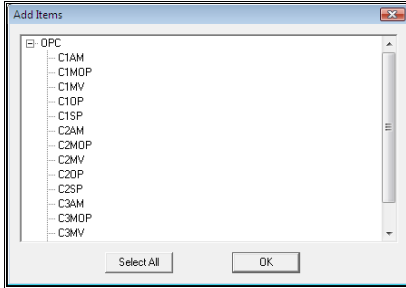 Add Items
OPC
C1AM
C1MOP
C1MV
C1OP
C1SP
C2AM
C2MOP
C2MV
C2OP
C2SP
C3AM
C3MOP
C3MV
Select All OK